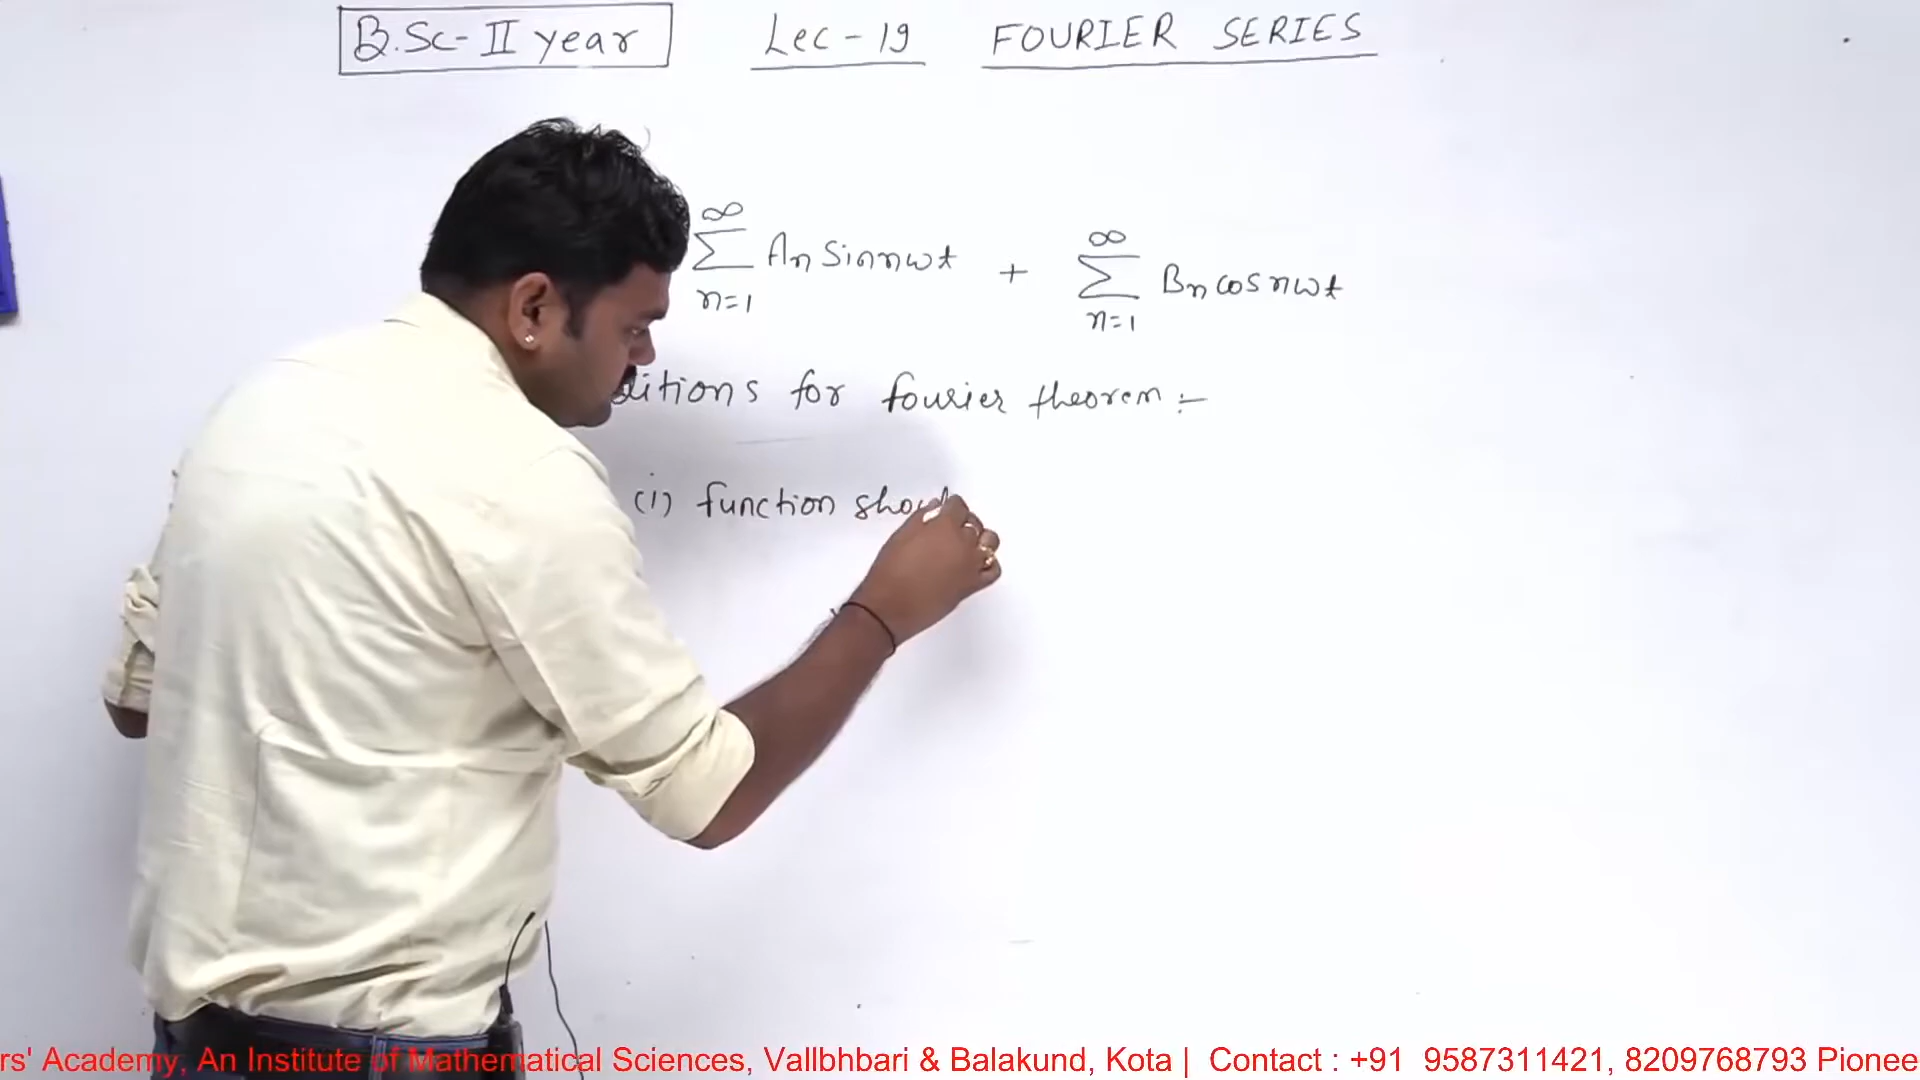 B.Sc-II year Lec-19 FOURIER SERIES
∞ ∞
∑ An Sin nωt + ∑ Bn cos nωt
n=1 n=1
ditions for fourier theorem :-
(i) function
rs' Academy, An Institute of Mathematical Sciences, Vallbhbari & Balakund, Kota | Contact : +91 9587311421, 8209768793 Pionee